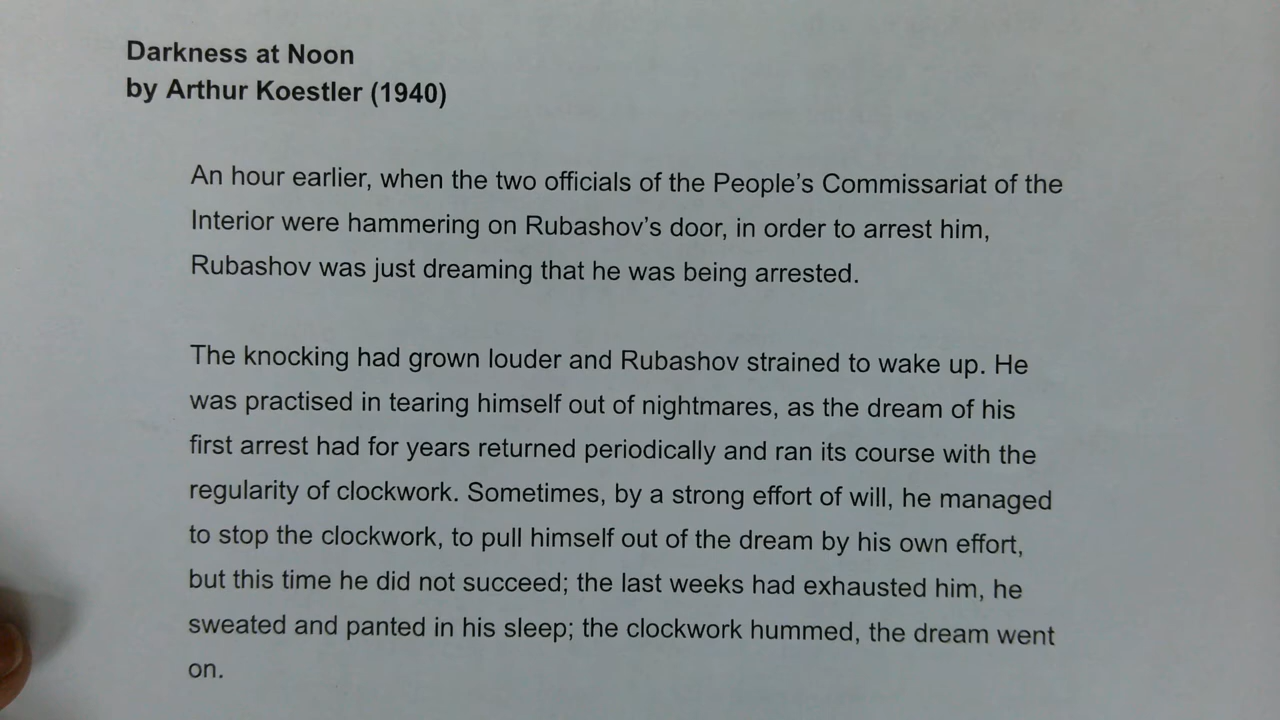 Darkness at Noon
by Arthur Koestler (1940)
An hour earlier, when the two officials of the People’s Commissariat of the
Interior were hammering on Rubashov’s door, in order to arrest him,
Rubashov was just dreaming that he was being arrested.
The knocking had grown louder and Rubashov strained to wake up. He
was practised in tearing himself out of nightmares, as the dream of his
first arrest had for years returned periodically and ran its course with the
regularity of clockwork. Sometimes, by a strong effort of will, he managed
to stop the clockwork, to pull himself out of the dream by his own effort,
but this time he did not succeed; the last weeks had exhausted him, he
sweated and panted in his sleep; the clockwork hummed, the dream went
on.